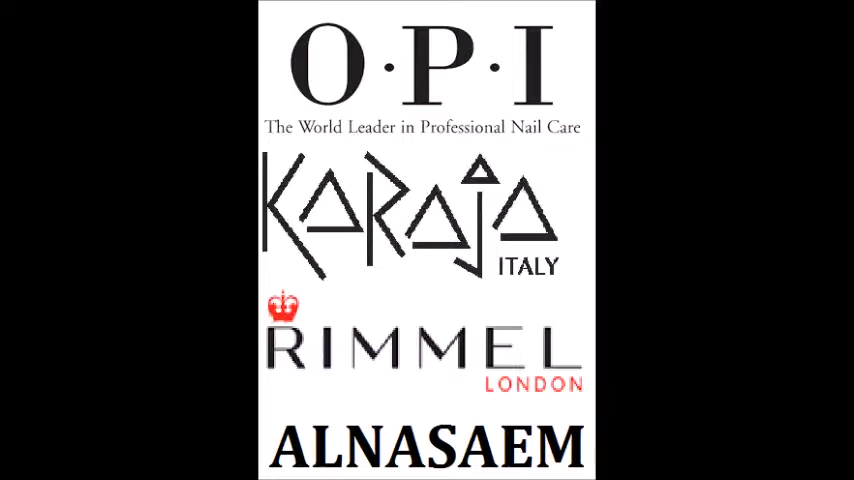 O·P·I
The World Leader in Professional Nail Care
KARAJA
ITALY
RIMMEL
LONDON
ALNASAEM